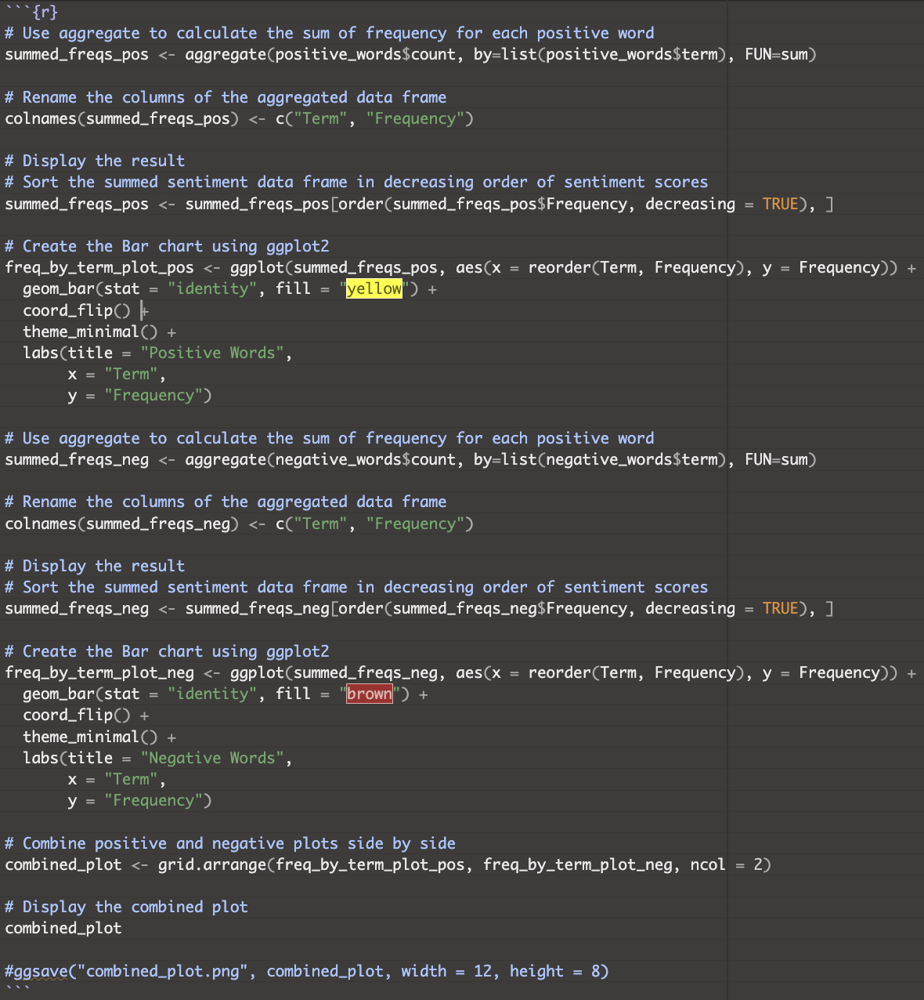 ```{r}
# Use aggregate to calculate the sum of frequency for each positive word
summed_freqs_pos <- aggregate(positive_words$count, by=list(positive_words$term), FUN=sum)

# Rename the columns of the aggregated data frame
colnames(summed_freqs_pos) <- c("Term", "Frequency")

# Display the result
# Sort the summed sentiment data frame in decreasing order of sentiment scores
summed_freqs_pos <- summed_freqs_pos[order(summed_freqs_pos$Frequency, decreasing = TRUE), ]

# Create the Bar chart using ggplot2
freq_by_term_plot_pos <- ggplot(summed_freqs_pos, aes(x = reorder(Term, Frequency), y = Frequency)) +
  geom_bar(stat = "identity", fill = "yellow") +
  coord_flip() +
  theme_minimal() +
  labs(title = "Positive Words",
       x = "Term",
       y = "Frequency")

# Use aggregate to calculate the sum of frequency for each positive word
summed_freqs_neg <- aggregate(negative_words$count, by=list(negative_words$term), FUN=sum)

# Rename the columns of the aggregated data frame
colnames(summed_freqs_neg) <- c("Term", "Frequency")

# Display the result
# Sort the summed sentiment data frame in decreasing order of sentiment scores
summed_freqs_neg <- summed_freqs_neg[order(summed_freqs_neg$Frequency, decreasing = TRUE), ]

# Create the Bar chart using ggplot2
freq_by_term_plot_neg <- ggplot(summed_freqs_neg, aes(x = reorder(Term, Frequency), y = Frequency)) +
  geom_bar(stat = "identity", fill = "brown") +
  coord_flip() +
  theme_minimal() +
  labs(title = "Negative Words",
       x = "Term",
       y = "Frequency")

# Combine positive and negative plots side by side
combined_plot <- grid.arrange(freq_by_term_plot_pos, freq_by_term_plot_neg, ncol = 2)

# Display the combined plot
combined_plot

#ggsave("combined_plot.png", combined_plot, width = 12, height = 8)
```